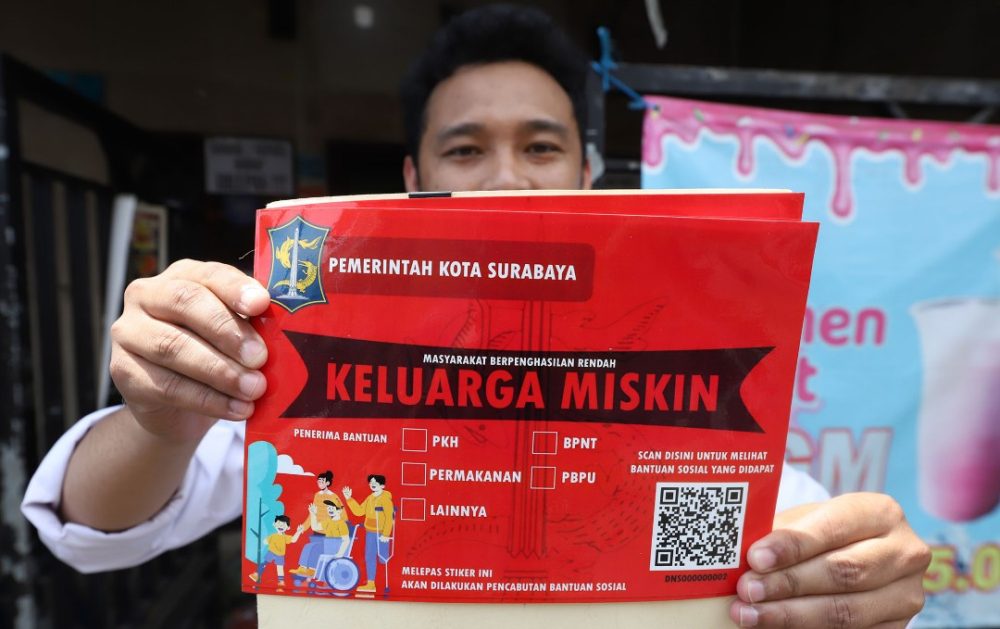 PEMERINTAH KOTA SURABAYA
MASYARAKAT BERPENGHASILAN RENDAH
KELUARGA MISKIN
PENERIMA BANTUAN
PKH
BPNT
PERMAKANAN
PBPU
LAINNYA
SCAN DISINI UNTUK MELIHAT
BANTUAN SOSIAL YANG DIDAPAT
DNS000000002
MELEPAS STIKER INI
AKAN DILAKUKAN PENCABUTAN BANTUAN SOSIAL